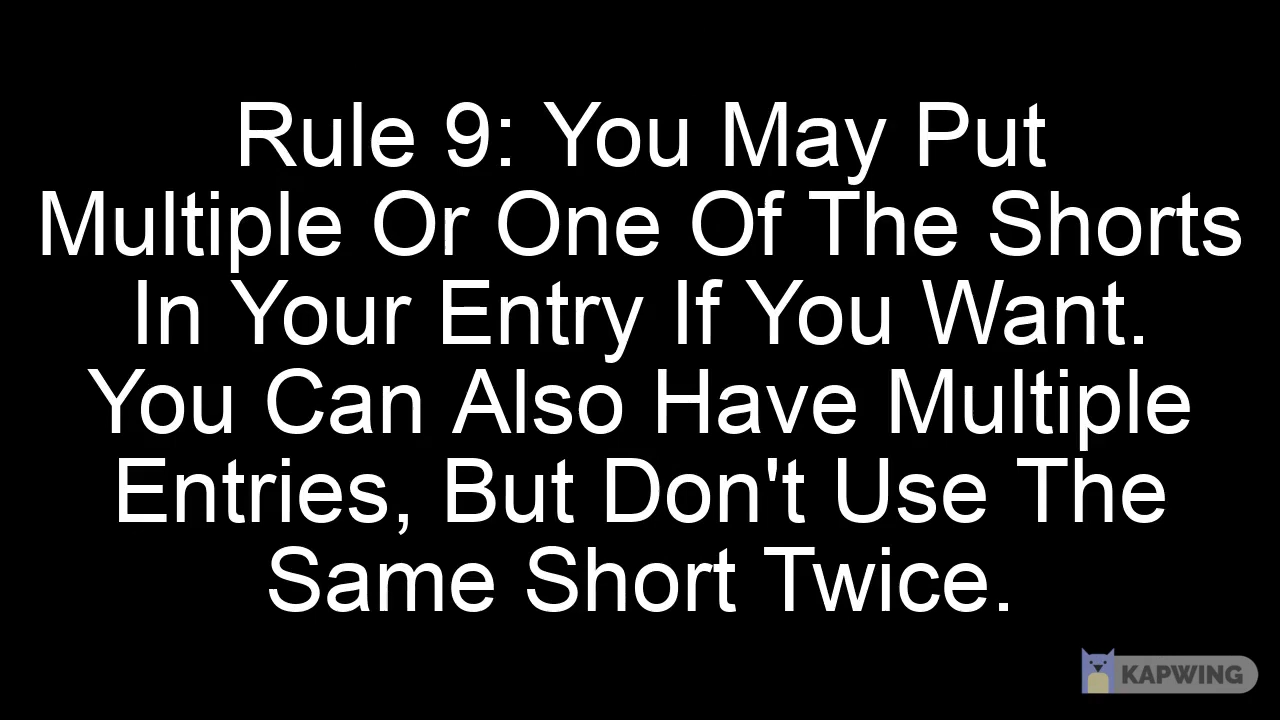 Rule 9: You May Put
Multiple Or One Of The Shorts
In Your Entry If You Want.
You Can Also Have Multiple
Entries, But Don't Use The
Same Short Twice.
KAPWING